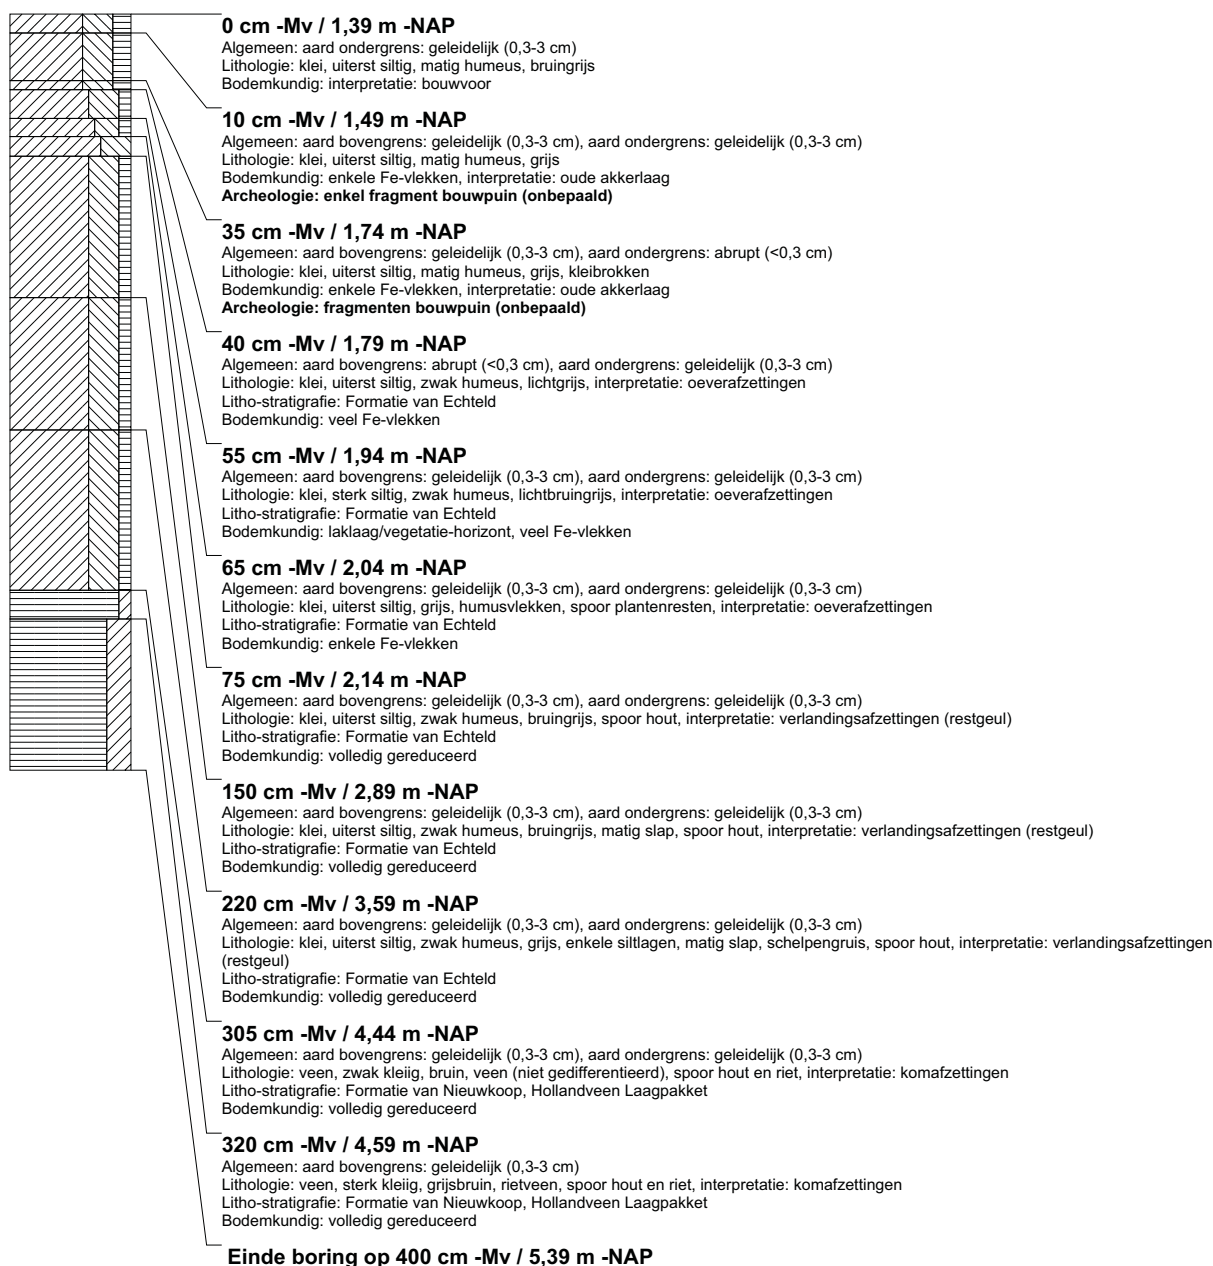 0 cm -Mv / 1,39 m -NAP
Algemeen: aard ondergrens: geleidelijk (0,3-3 cm)
Lithologie: klei, uiterst siltig, matig humeus, bruingrijs
Bodemkundig: interpretatie: bouwvoor
10 cm -Mv / 1,49 m -NAP
Algemeen: aard bovengrens: geleidelijk (0,3-3 cm), aard ondergrens: geleidelijk (0,3-3 cm)
Lithologie: klei, uiterst siltig, matig humeus, grijs
Bodemkundig: enkele Fe-vlekken, interpretatie: oude akkerlaag
Archeologie: enkel fragment bouwpuin (onbepaald)
35 cm -Mv / 1,74 m -NAP
Algemeen: aard bovengrens: geleidelijk (0,3-3 cm), aard ondergrens: abrupt (<0,3 cm)
Lithologie: klei, uiterst siltig, matig humeus, grijs, kleibrokken
Bodemkundig: enkele Fe-vlekken, interpretatie: oude akkerlaag
Archeologie: fragmenten bouwpuin (onbepaald)
40 cm -Mv / 1,79 m -NAP
Algemeen: aard bovengrens: abrupt (<0,3 cm), aard ondergrens: geleidelijk (0,3-3 cm)
Lithologie: klei, uiterst siltig, zwak humeus, lichtgrijs, interpretatie: oeverafzettingen
Litho-stratigrafie: Formatie van Echteld
Bodemkundig: veel Fe-vlekken
55 cm -Mv / 1,94 m -NAP
Algemeen: aard bovengrens: geleidelijk (0,3-3 cm), aard ondergrens: geleidelijk (0,3-3 cm)
Lithologie: klei, sterk siltig, zwak humeus, lichtbruingrijs, interpretatie: oeverafzettingen
Litho-stratigrafie: Formatie van Echteld
Bodemkundig: laklaag/vegetatie-horizont, veel Fe-vlekken
65 cm -Mv / 2,04 m -NAP
Algemeen: aard bovengrens: geleidelijk (0,3-3 cm), aard ondergrens: geleidelijk (0,3-3 cm)
Lithologie: klei, uiterst siltig, grijs, humusvlekken, spoor plantenresten, interpretatie: oeverafzettingen
Litho-stratigrafie: Formatie van Echteld
Bodemkundig: enkele Fe-vlekken
75 cm -Mv / 2,14 m -NAP
Algemeen: aard bovengrens: geleidelijk (0,3-3 cm), aard ondergrens: geleidelijk (0,3-3 cm)
Lithologie: klei, uiterst siltig, zwak humeus, bruingrijs, spoor hout, interpretatie: verlandingsafzettingen (restgeul)
Litho-stratigrafie: Formatie van Echteld
Bodemkundig: volledig gereduceerd
150 cm -Mv / 2,89 m -NAP
Algemeen: aard bovengrens: geleidelijk (0,3-3 cm), aard ondergrens: geleidelijk (0,3-3 cm)
Lithologie: klei, uiterst siltig, zwak humeus, bruingrijs, matig slap, spoor hout, interpretatie: verlandingsafzettingen (restgeul)
Litho-stratigrafie: Formatie van Echteld
Bodemkundig: volledig gereduceerd
220 cm -Mv / 3,59 m -NAP
Algemeen: aard bovengrens: geleidelijk (0,3-3 cm), aard ondergrens: geleidelijk (0,3-3 cm)
Lithologie: klei, uiterst siltig, zwak humeus, grijs, enkele siltlagen, matig slap, schelpengruis, spoor hout, interpretatie: verlandingsafzettingen
(restgeul)
Litho-stratigrafie: Formatie van Echteld
Bodemkundig: volledig gereduceerd
305 cm -Mv / 4,44 m -NAP
Algemeen: aard bovengrens: geleidelijk (0,3-3 cm), aard ondergrens: geleidelijk (0,3-3 cm)
Lithologie: veen, zwak kleiig, bruin, veen (niet gedifferentieerd), spoor hout en riet, interpretatie: komafzettingen
Litho-stratigrafie: Formatie van Nieuwkoop, Hollandveen Laagpakket
Bodemkundig: volledig gereduceerd
320 cm -Mv / 4,59 m -NAP
Algemeen: aard bovengrens: geleidelijk (0,3-3 cm)
Lithologie: veen, sterk kleiig, grijsbruin, rietveen, spoor hout en riet, interpretatie: komafzettingen
Litho-stratigrafie: Formatie van Nieuwkoop, Hollandveen Laagpakket
Bodemkundig: volledig gereduceerd
Einde boring op 400 cm -Mv / 5,39 m -NAP